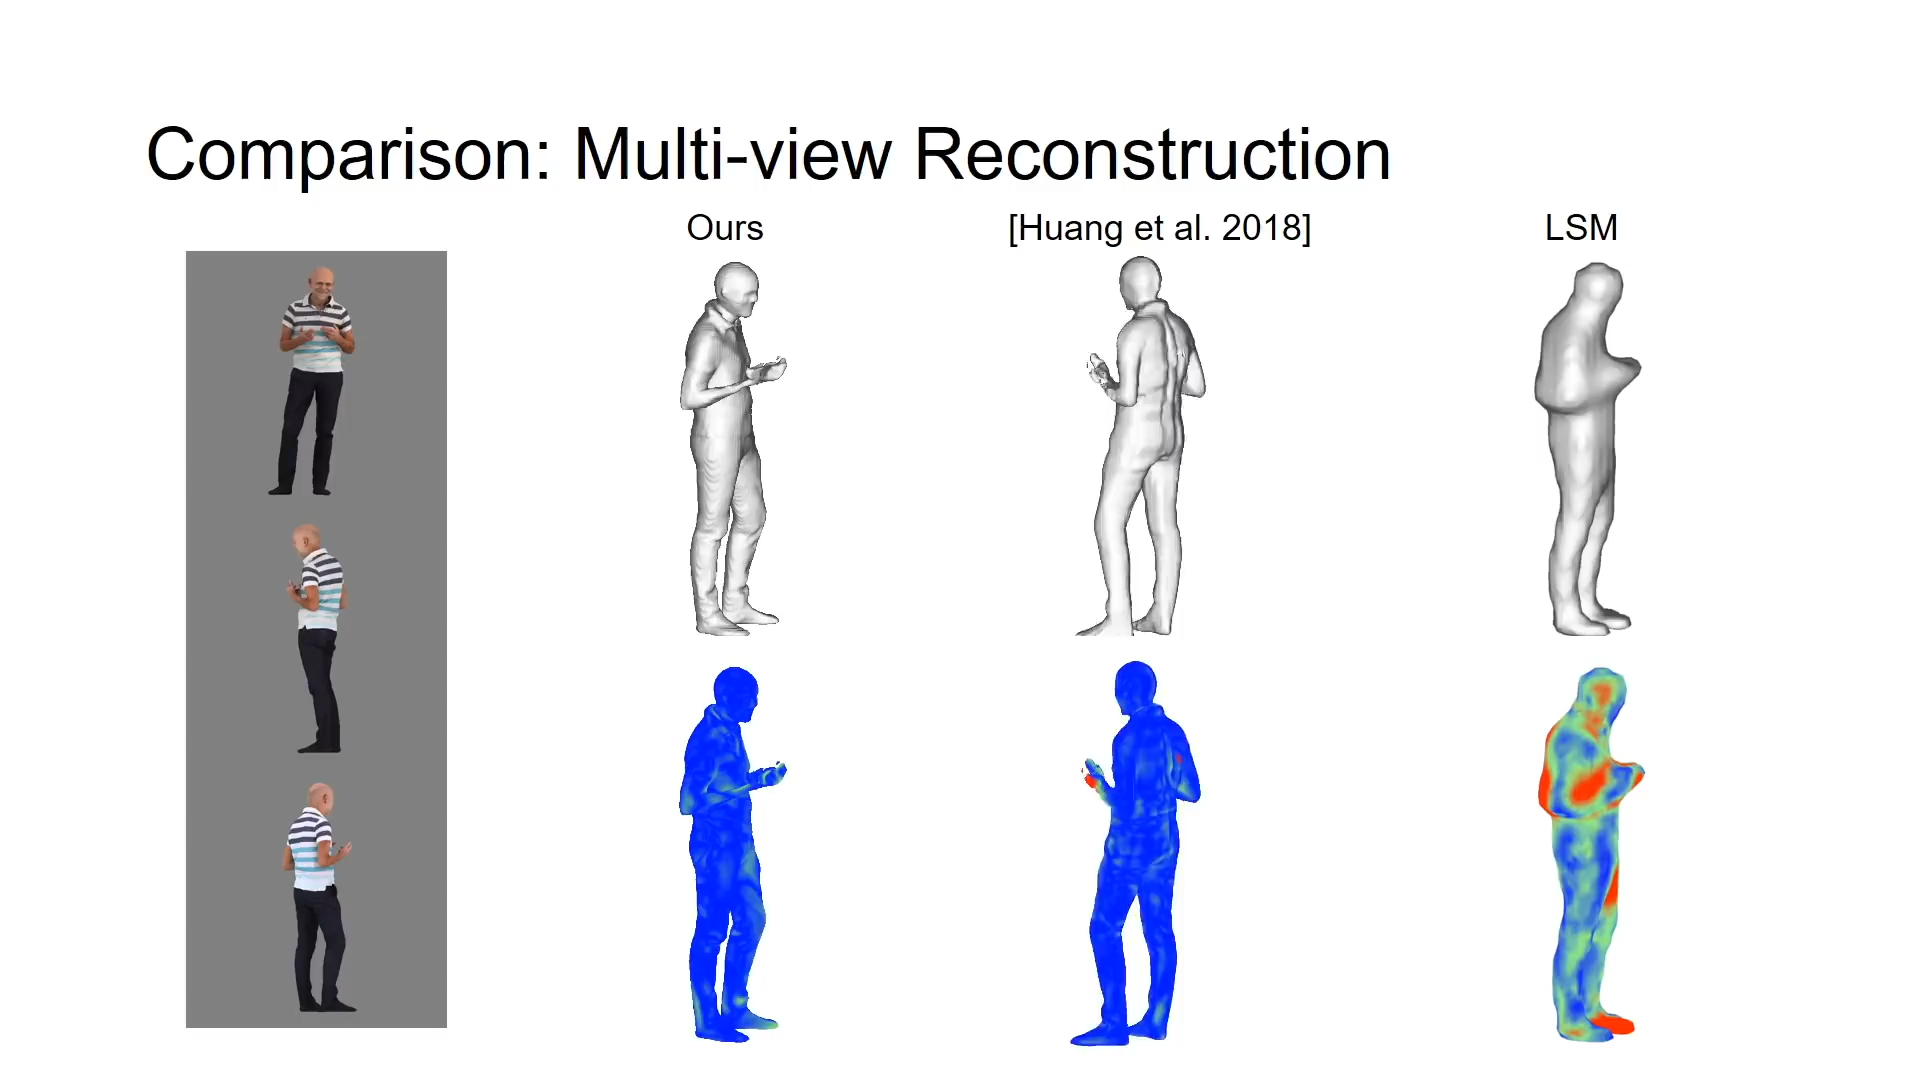 Comparison: Multi-view Reconstruction
Ours
[Huang et al. 2018]
LSM